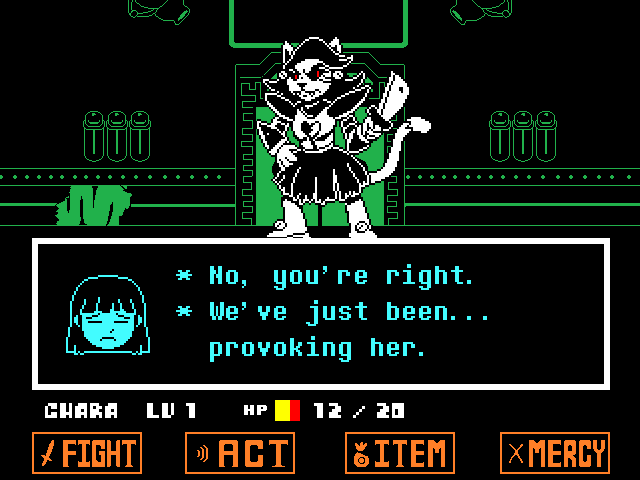 * No, you're right.
* We've just been...
provoking her.
CHARA LV 1 HP 12 / 20
FIGHT ACT ITEM MERCY